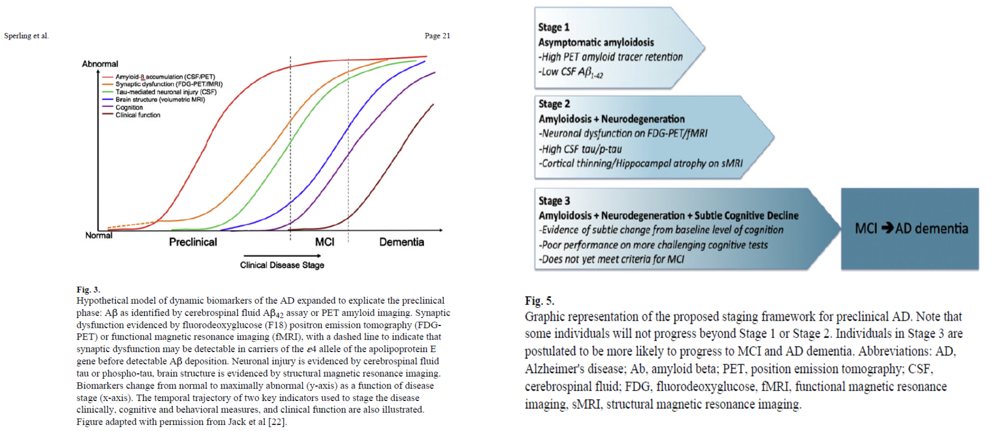 Sperling et al.
Page 21
Abnormal
Amyloid-β accumulation (CSF/PET)
Synaptic dysfunction (FDG-PET/fMRI)
Tau-mediated neuronal injury (CSF)
Brain structure (volumetric MRI)
Cognition
Clinical function
Normal
Preclinical
MCI
Dementia
Clinical Disease Stage
Fig. 3.
Hypothetical model of dynamic biomarkers of the AD expanded to explicate the preclinical
phase: Aβ as identified by cerebrospinal fluid Aβ42 assay or PET amyloid imaging. Synaptic
dysfunction evidenced by fluorodeoxyglucose (F18) positron emission tomography (FDG-
PET) or functional magnetic resonance imaging (fMRI), with a dashed line to indicate that
synaptic dysfunction may be detectable in carriers of the ε4 allele of the apolipoprotein E
gene before detectable Aβ deposition. Neuronal injury is evidenced by cerebrospinal fluid
tau or phospho-tau, brain structure is evidenced by structural magnetic resonance imaging.
Biomarkers change from normal to maximally abnormal (y-axis) as a function of disease
stage (x-axis). The temporal trajectory of two key indicators used to stage the disease
clinically, cognitive and behavioral measures, and clinical function are also illustrated.
Figure adapted with permission from Jack et al [22].
Stage 1
Asymptomatic amyloidosis
-High PET amyloid tracer retention
-Low CSF Aβ1-42
Stage 2
Amyloidosis + Neurodegeneration
-Neuronal dysfunction on FDG-PET/fMRI
-High CSF tau/p-tau
-Cortical thinning/Hippocampal atrophy on sMRI
Stage 3
Amyloidosis + Neurodegeneration + Subtle Cognitive Decline
-Evidence of subtle change from baseline level of cognition
-Poor performance on more challenging cognitive tests
-Does not yet meet criteria for MCI
MCI ➔ AD dementia
Fig. 5.
Graphic representation of the proposed staging framework for preclinical AD. Note that
some individuals will not progress beyond Stage 1 or Stage 2. Individuals in Stage 3 are
postulated to be more likely to progress to MCI and AD dementia. Abbreviations: AD,
Alzheimer's disease; Ab, amyloid beta; PET, position emission tomography; CSF,
cerebrospinal fluid; FDG, fluorodeoxyglucose, fMRI, functional magnetic resonance
imaging, sMRI, structural magnetic resonance imaging.